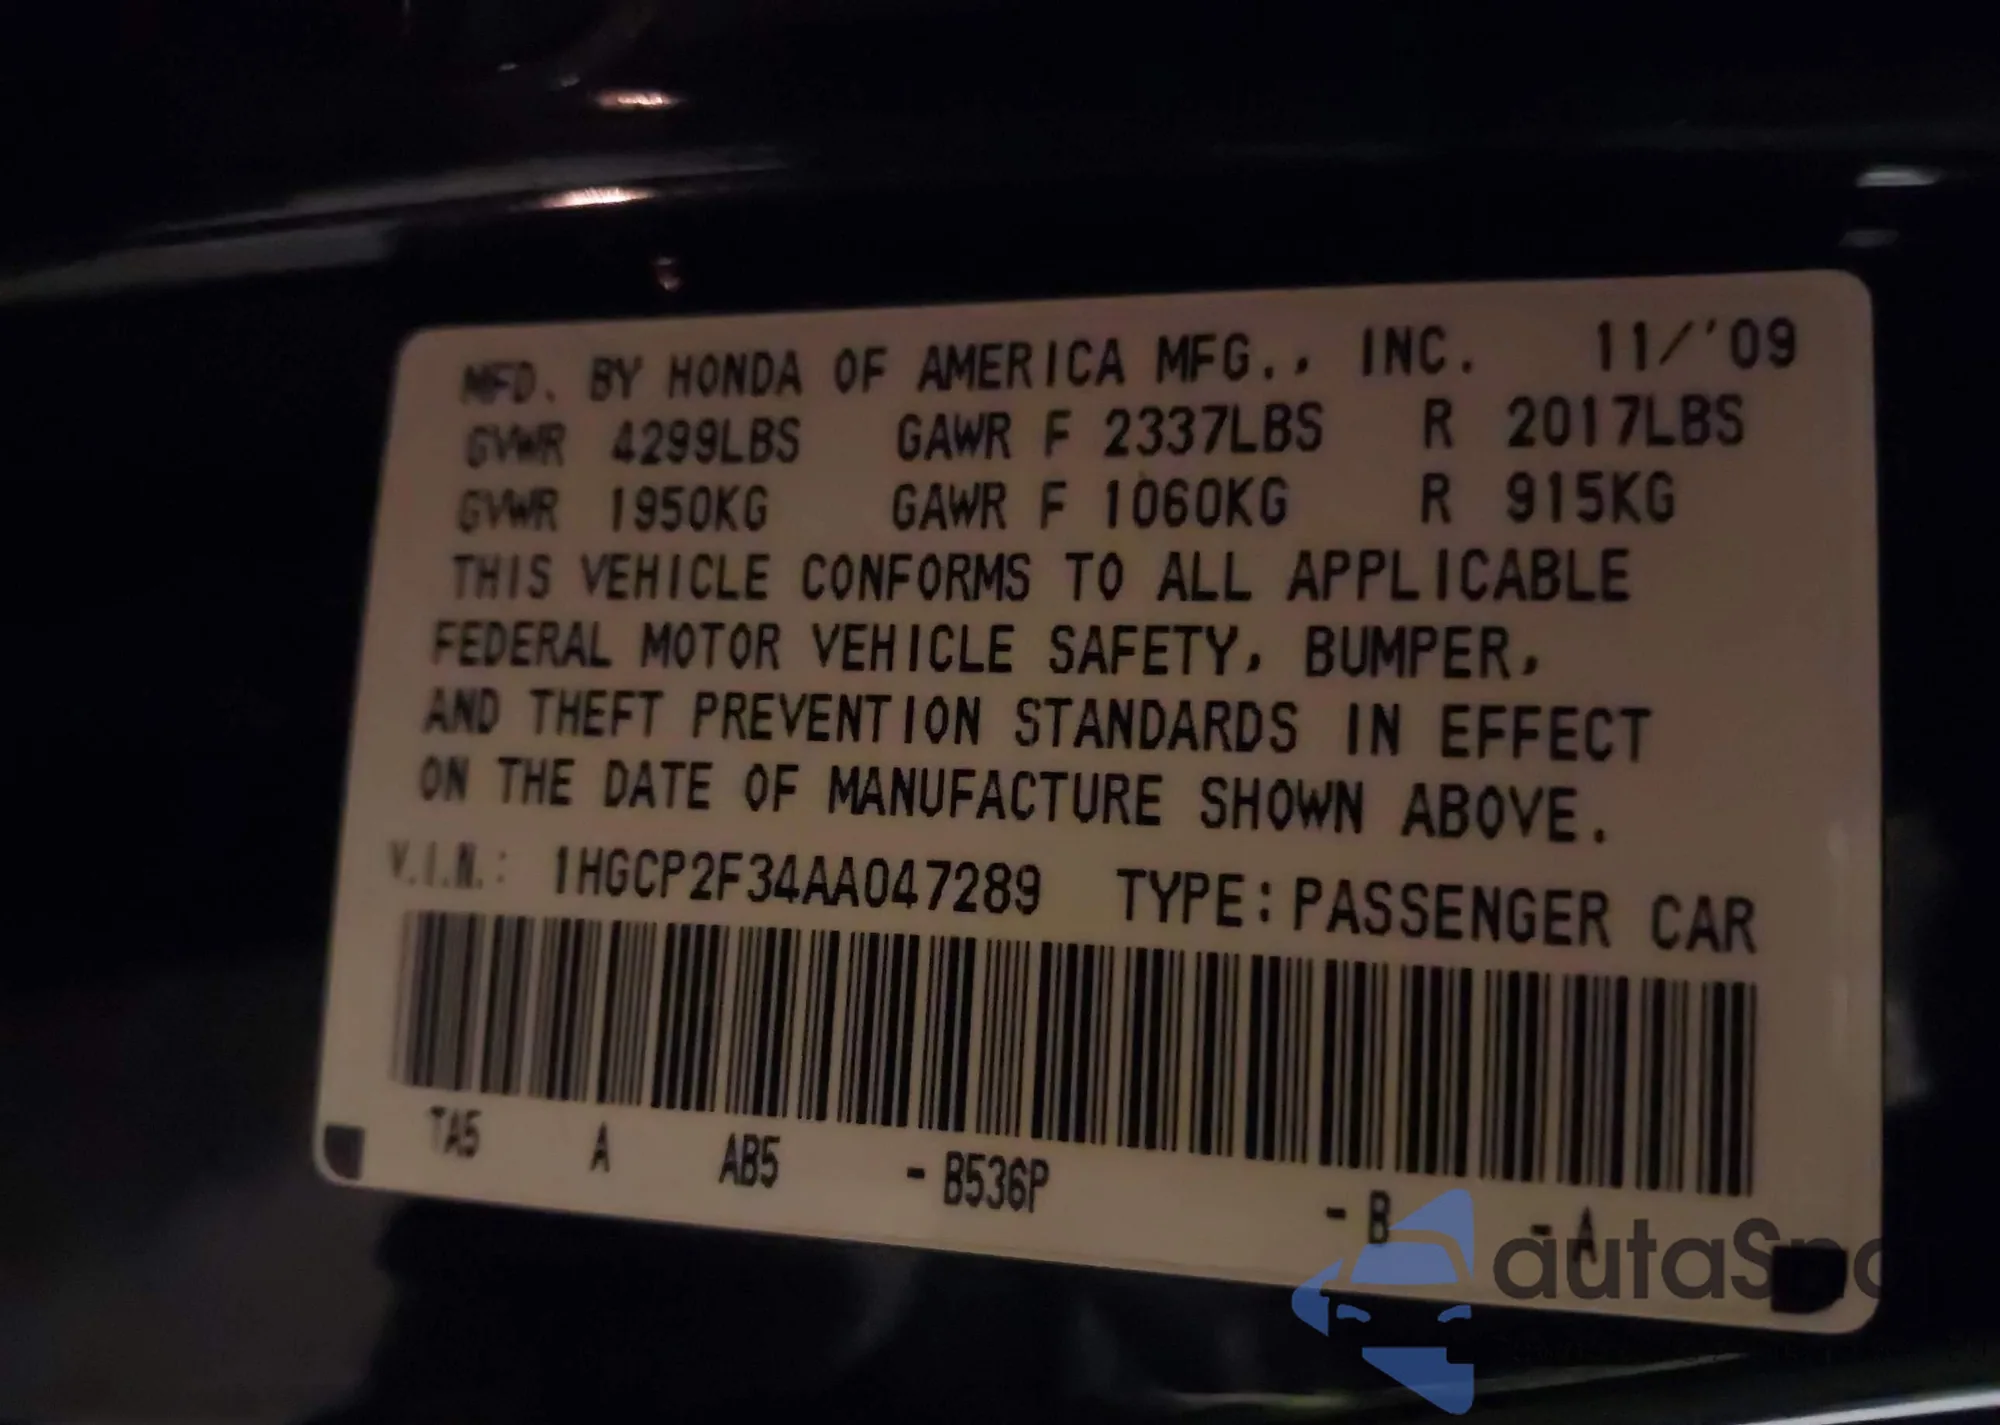 MFD. BY HONDA OF AMERICA MFG., INC. 11/'09
GVWR 4299LBS GAWR F 2337LBS R 2017LBS
GVWR 1950KG GAWR F 1060KG R 915KG
THIS VEHICLE CONFORMS TO ALL APPLICABLE
FEDERAL MOTOR VEHICLE SAFETY, BUMPER,
AND THEFT PREVENTION STANDARDS IN EFFECT
ON THE DATE OF MANUFACTURE SHOWN ABOVE.
V.I.N.: 1HGCP2F34AA047289 TYPE: PASSENGER CAR
TA5 A AB5 - B536P - B - A